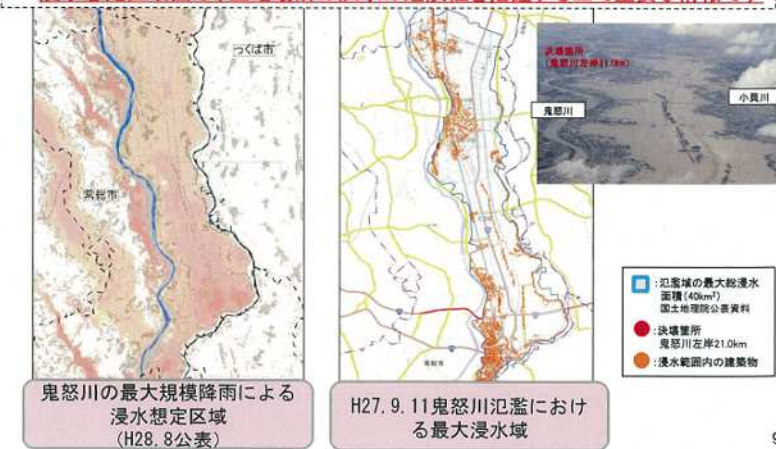 つくば市
常総市
決壊箇所
(鬼怒川左岸21.0km)
鬼怒川
小貝川
:氾濫域の最大総浸水
面積(40km²)
国土地理院公表資料
:決壊箇所
鬼怒川左岸21.0km
:浸水範囲内の建築物
常総市
鬼怒川の最大規模降雨による
浸水想定区域
(H28.8公表)
H27.9.11鬼怒川氾濫におけ
る最大浸水域
9